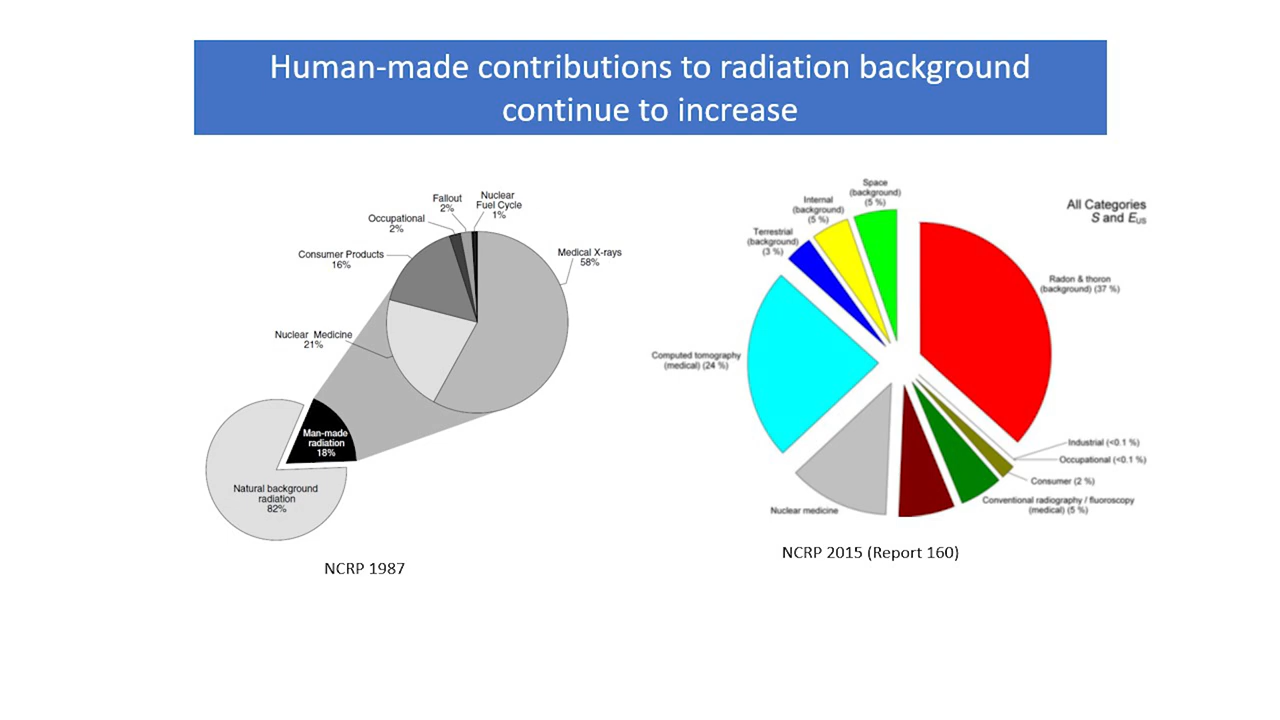 Human-made contributions to radiation background
continue to increase
Fallout
2%
Nuclear
Fuel Cycle
1%
Occupational
2%
Consumer Products
16%
Medical X-rays
58%
Nuclear Medicine
21%
Man-made
radiation
18%
Natural background
radiation
82%
NCRP 1987
All Categories
S and EUS
Space
(background)
(5 %)
Internal
(background)
(5 %)
Terrestrial
(background)
(3 %)
Radon & thoron
(background) (37 %)
Computed tomography
(medical) (24 %)
Industrial (<0.1 %)
Occupational (<0.1 %)
Consumer (2 %)
Conventional radiography / fluoroscopy
(medical) (5 %)
Nuclear medicine
NCRP 2015 (Report 160)